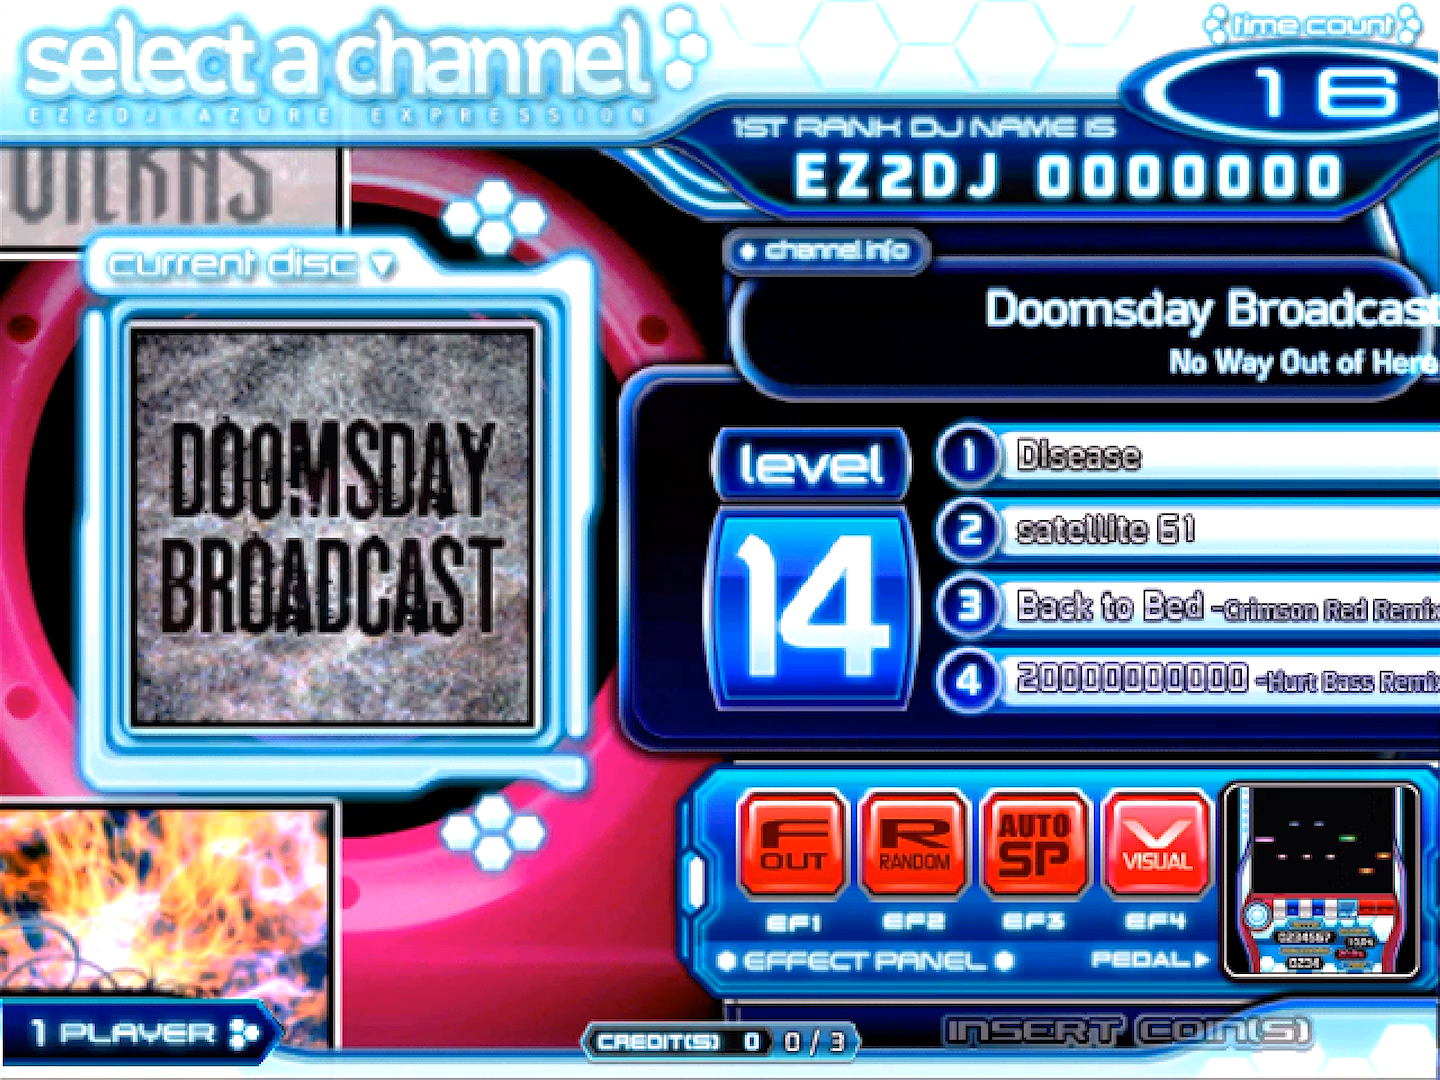 select a channel
EZ2DJ AZURE EXPRESSION
time count
16
1ST RANK DJ NAME IS
EZ2DJ 0000000
channel info
current disc
Doomsday Broadcast
No Way Out of Here
DOOMSDAY
BROADCAST
level
14
1 Disease
2 satellite 61
3 Back to Bed -Crimson Red Remix
4 20000000000 -Hurt Bass Remix
F OUT
R RANDOM
AUTO SP
V VISUAL
EF1
EF2
EF3
EF4
EFFECT PANEL
PEDAL
0234567
0234
1 PLAYER
CREDIT(S) 0 0 / 3
INSERT COIN(S)